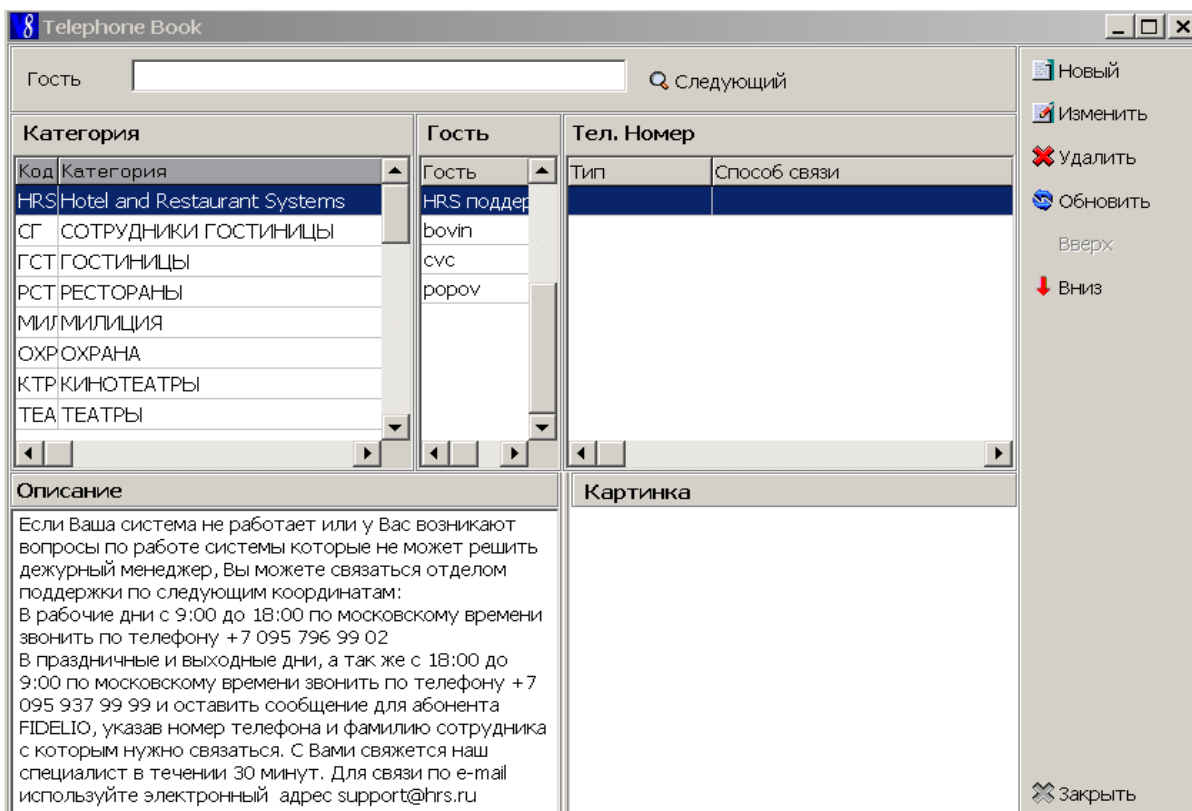 Telephone Book
Гость
Следующий
Категория
Гость
Тел. Номер
Код Категория
Гость
Тип Способ связи
HRS Hotel and Restaurant Systems
HRS поддер
СГ СОТРУДНИКИ ГОСТИНИЦЫ
bovin
ГСТ ГОСТИНИЦЫ
cvc
РСТ РЕСТОРАНЫ
popov
МИЛ МИЛИЦИЯ
ОХР ОХРАНА
КТР КИНОТЕАТРЫ
ТЕА ТЕАТРЫ
Описание
Картинка
Если Ваша система не работает или у Вас возникают
вопросы по работе системы которые не может решить
дежурный менеджер, Вы можете связаться отделом
поддержки по следующим координатам:
В рабочие дни с 9:00 до 18:00 по московскому времени
звонить по телефону +7 095 796 99 02
В праздничные и выходные дни, а так же с 18:00 до
9:00 по московскому времени звонить по телефону +7
095 937 99 99 и оставить сообщение для абонента
FIDELIO, указав номер телефона и фамилию сотрудника
с которым нужно связаться. С Вами свяжется наш
специалист в течении 30 минут. Для связи по e-mail
используйте электронный адрес support@hrs.ru
Новый
Изменить
Удалить
Обновить
Вверх
Вниз
Закрыть